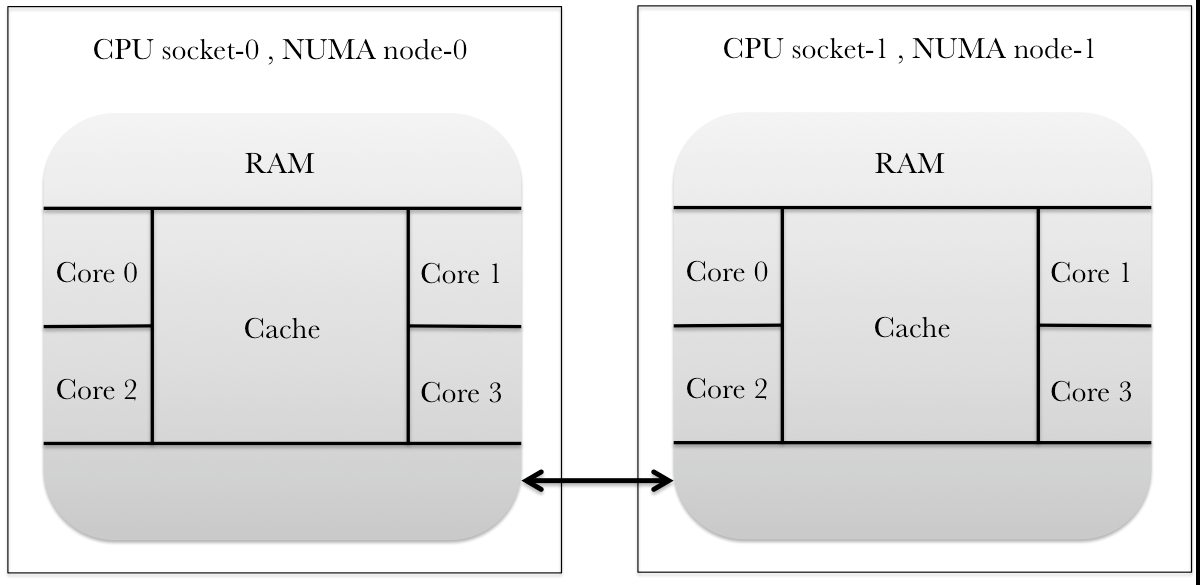 CPU socket-0 , NUMA node-0
RAM
Core 0
Core 1
Cache
Core 2
Core 3
CPU socket-1 , NUMA node-1
RAM
Core 0
Core 1
Cache
Core 2
Core 3